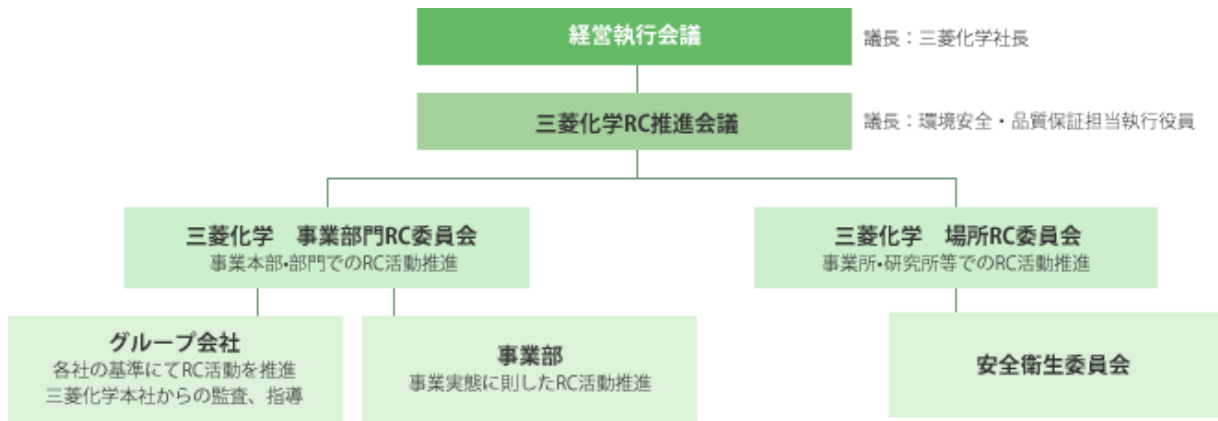 経営執行会議
議長：三菱化学社長
三菱化学RC推進会議
議長：環境安全・品質保証担当執行役員
三菱化学　事業部門RC委員会
事業本部・部門でのRC活動推進
三菱化学　場所RC委員会
事業所・研究所等でのRC活動推進
グループ会社
各社の基準にてRC活動を推進
三菱化学本社からの監査、指導
事業部
事業実態に則したRC活動推進
安全衛生委員会